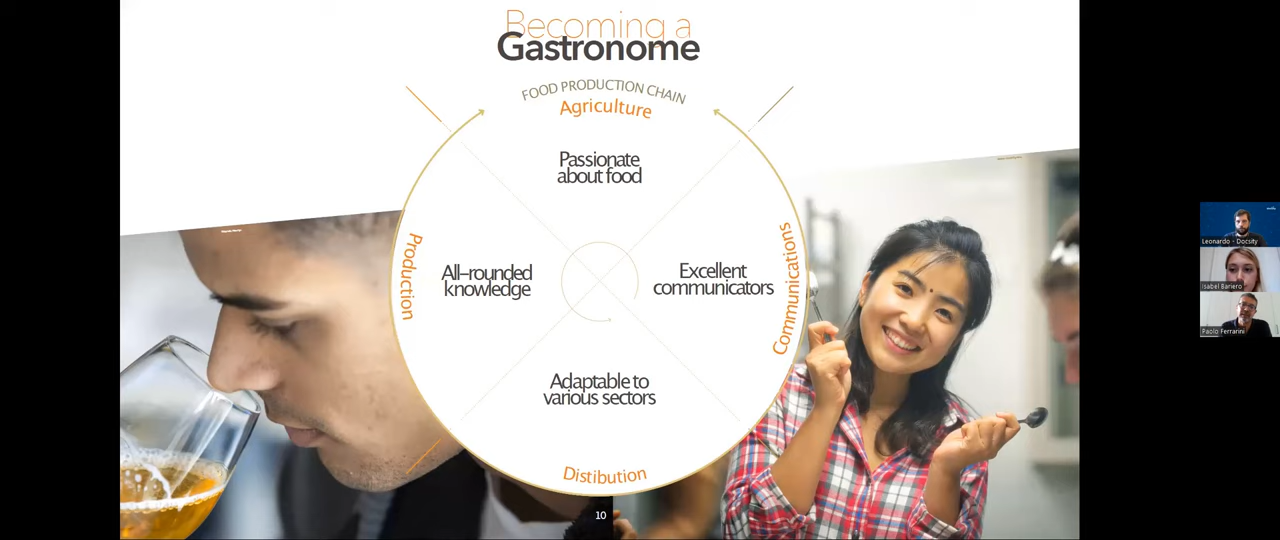 Becoming a
Gastronome
FOOD PRODUCTION CHAIN
Agriculture
Passionate
about food
Production
All-rounded
knowledge
Excellent
communicators
Communications
Adaptable to
various sectors
Distibution
10
Leonardo - Docsity
Isabel Bariero
Paolo Ferrarini